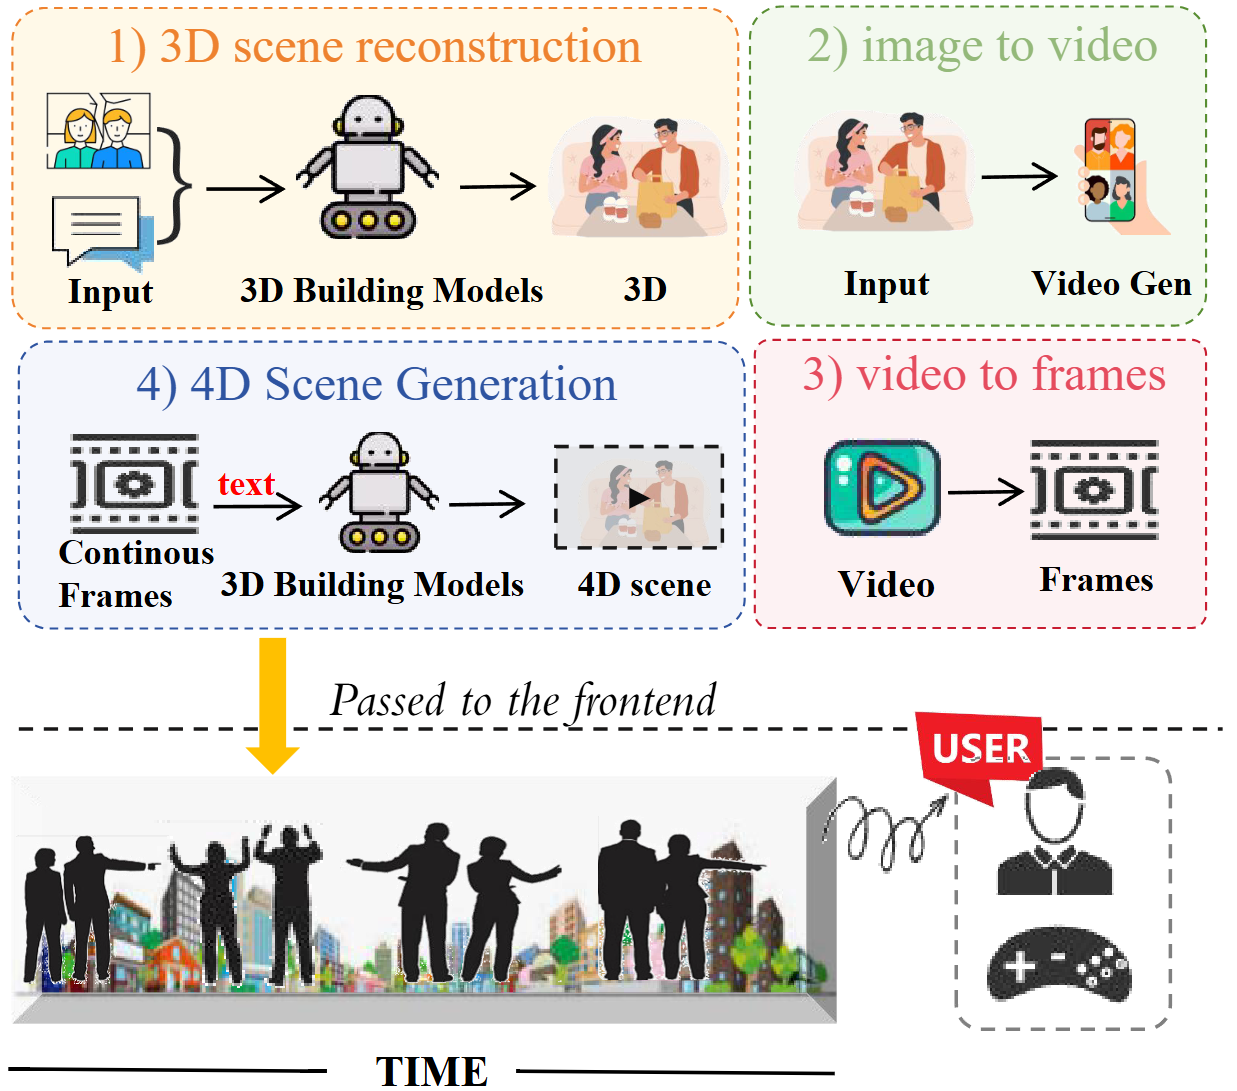 1) 3D scene reconstruction
Input
3D Building Models
3D
2) image to video
Input
Video Gen
4) 4D Scene Generation
text
Continous
Frames
3D Building Models
4D scene
3) video to frames
Video
Frames
Passed to the frontend
USER
TIME